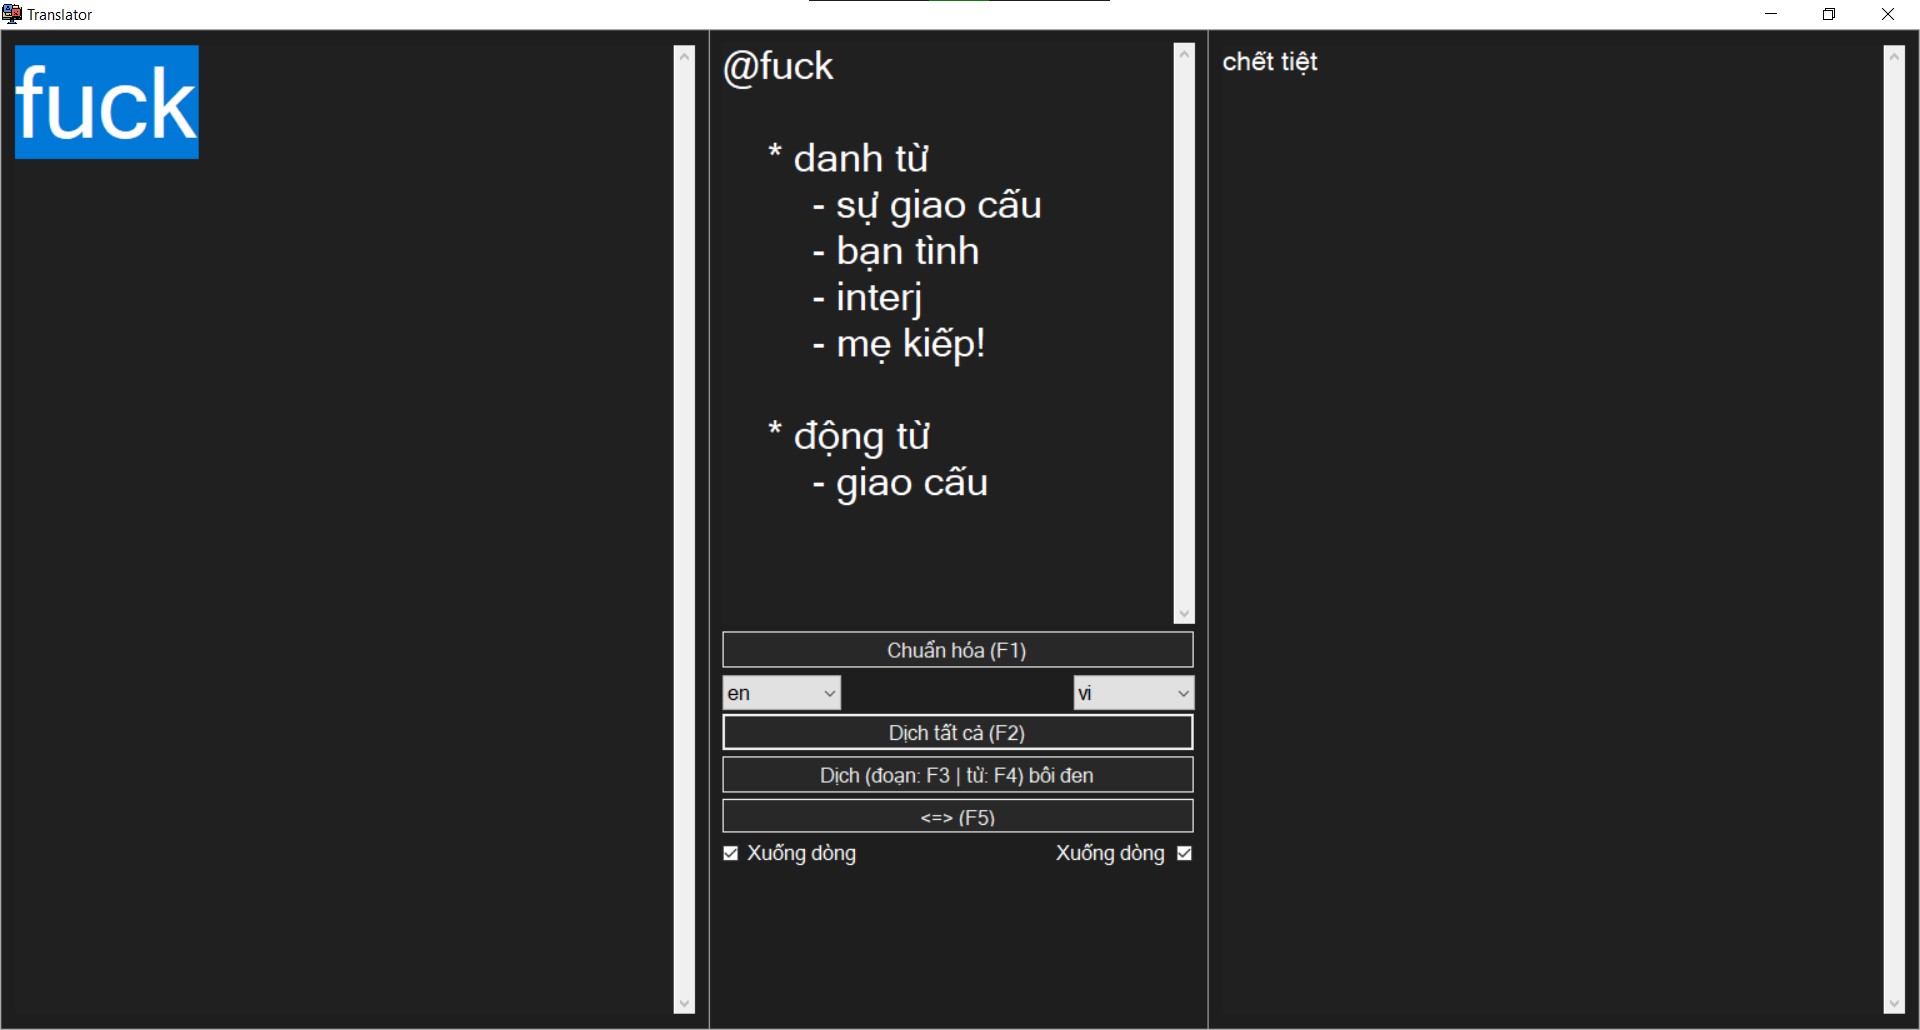 Translator
fuck
@fuck
* danh từ
- sự giao cấu
- bạn tình
- interj
- mẹ kiếp!
* động từ
- giao cấu
Chuẩn hóa (F1)
en vi
Dịch tất cả (F2)
Dịch (đoạn: F3 | từ: F4) bôi đen
<=> (F5)
Xuống dòng Xuống dòng
chết tiệt